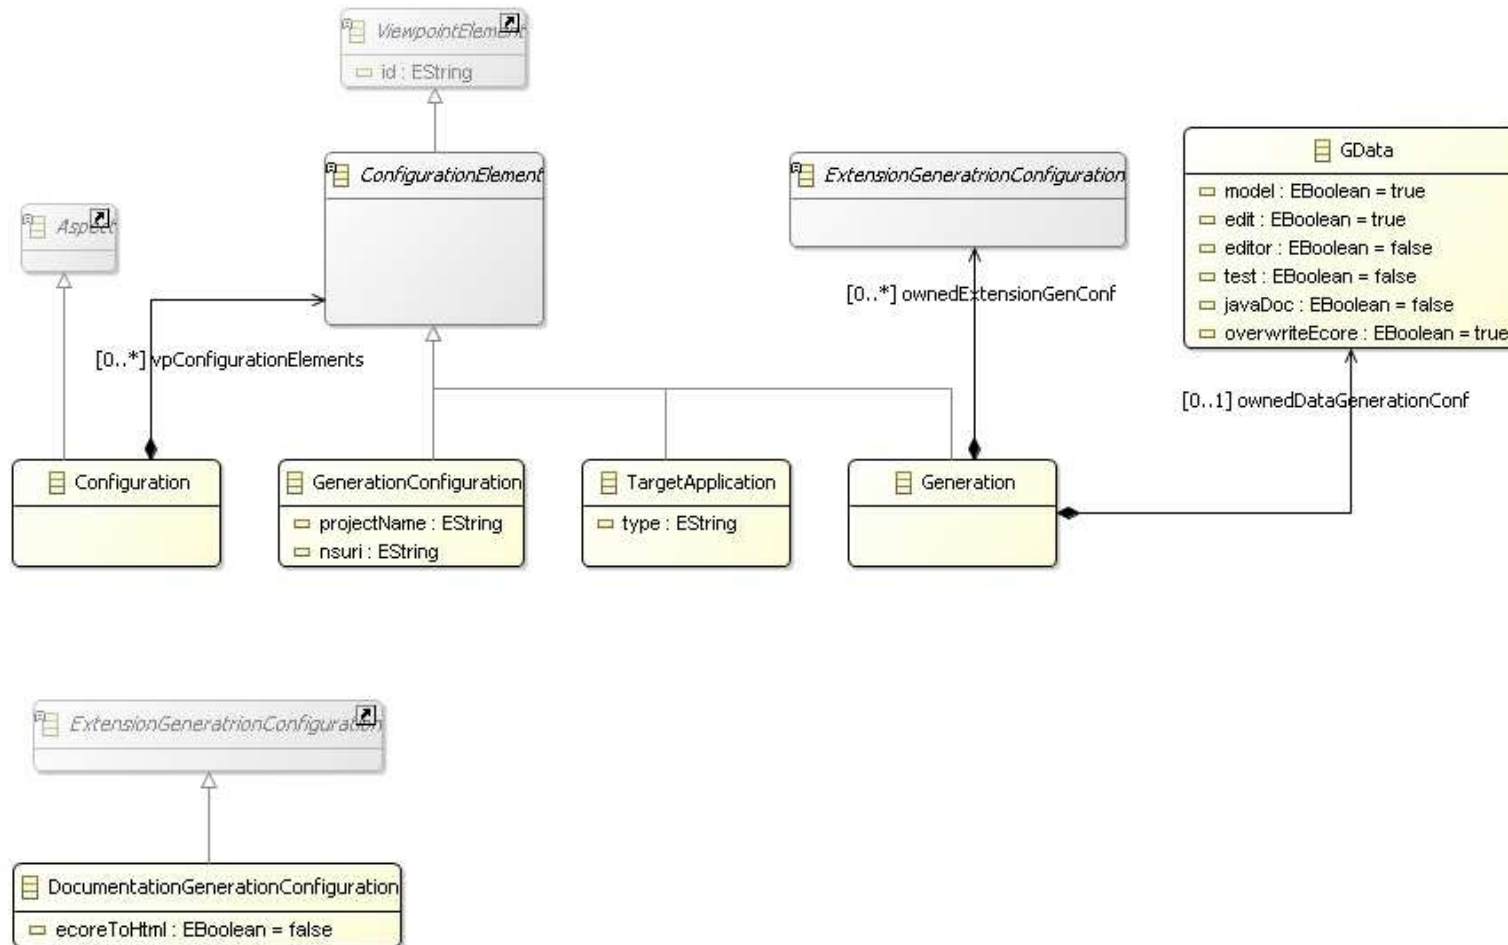 ViewpointElement
id : EString
ConfigurationElement
ExtensionGeneratrionConfiguration
GData
model : EBoolean = true
edit : EBoolean = true
editor : EBoolean = false
test : EBoolean = false
javaDoc : EBoolean = false
overwriteEcore : EBoolean = true
Aspect
[0..*] ownedExtensionGenConf
[0..*] vpConfigurationElements
[0..1] ownedDataGenerationConf
Configuration
GenerationConfiguration
projectName : EString
nsuri : EString
TargetApplication
type : EString
Generation
ExtensionGeneratrionConfiguration
DocumentationGenerationConfiguration
ecoreToHtml : EBoolean = false